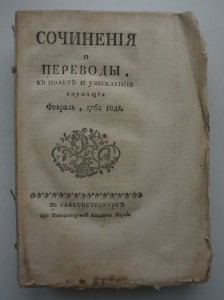 СОЧИНЕНІЯ
И
ПЕРЕВОДЫ,
КЪ ПОЛЬЗѢ И УВЕСЕЛЕНІЮ
СЛУЖАЩІЯ
Февраль, 1760 года.
ВЪ САНКТПЕТЕРБУРГѢ
при Императорской Академіи Наукъ